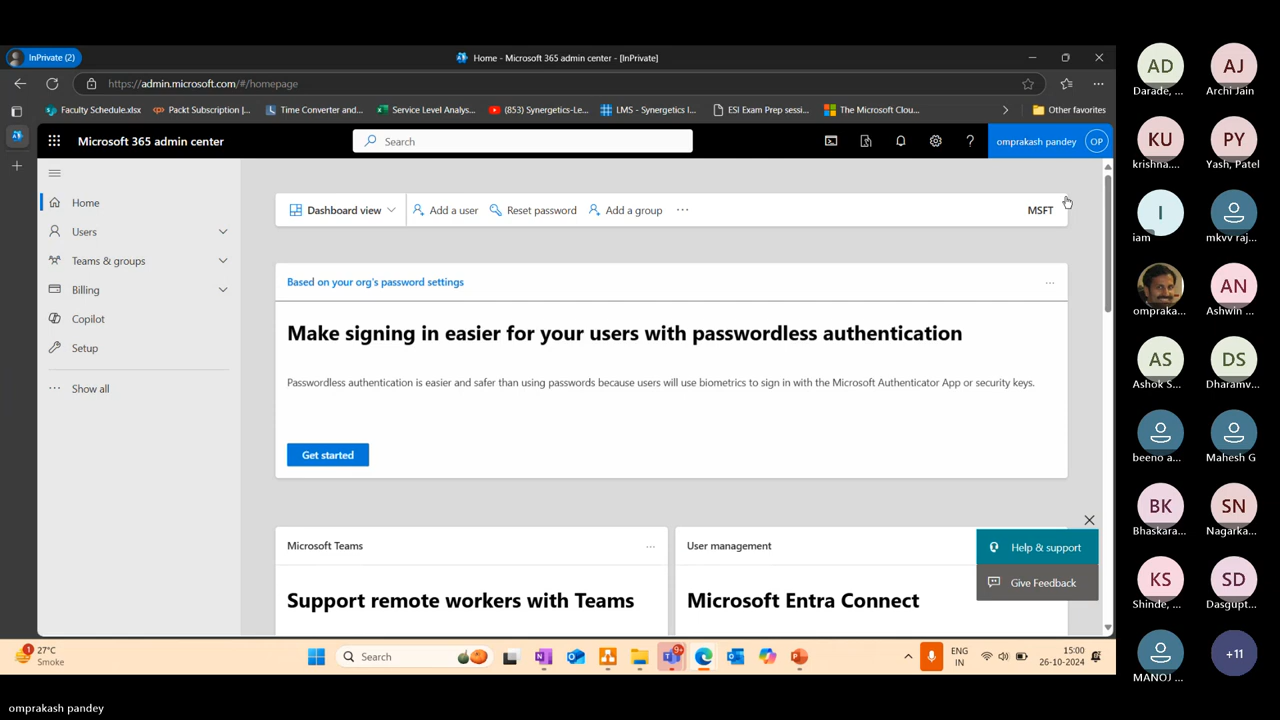 InPrivate (2)
Home - Microsoft 365 admin center - [InPrivate]
https://admin.microsoft.com/#/homepage
Faculty Schedule.xlsx
Packt Subscription |...
Time Converter and...
Service Level Analys...
(853) Synergetics-Le...
LMS - Synergetics I...
ESI Exam Prep sessi...
The Microsoft Clou...
Other favorites
Microsoft 365 admin center
Search
omprakash pandey
OP
Home
Users
Teams & groups
Billing
Copilot
Setup
Show all
Dashboard view
Add a user
Reset password
Add a group
MSFT
Based on your org's password settings
Make signing in easier for your users with passwordless authentication
Passwordless authentication is easier and safer than using passwords because users will use biometrics to sign in with the Microsoft Authenticator App or security keys.
Get started
Microsoft Teams
Support remote workers with Teams
User management
Microsoft Entra Connect
Help & support
Give Feedback
1
27°C
Smoke
Search
9+
ENG
IN
15:00
26-10-2024
AD
Darade, ...
AJ
Archi Jain
KU
krishna....
PY
Yash, Patel
I
iam
mkvv raj...
ompraka...
AN
Ashwin ...
AS
Ashok S...
DS
Dharamv...
beeno a...
Mahesh G
BK
Bhaskara...
SN
Nagarka...
KS
Shinde, ...
SD
Dasgupt...
MANOJ ...
+11
omprakash pandey